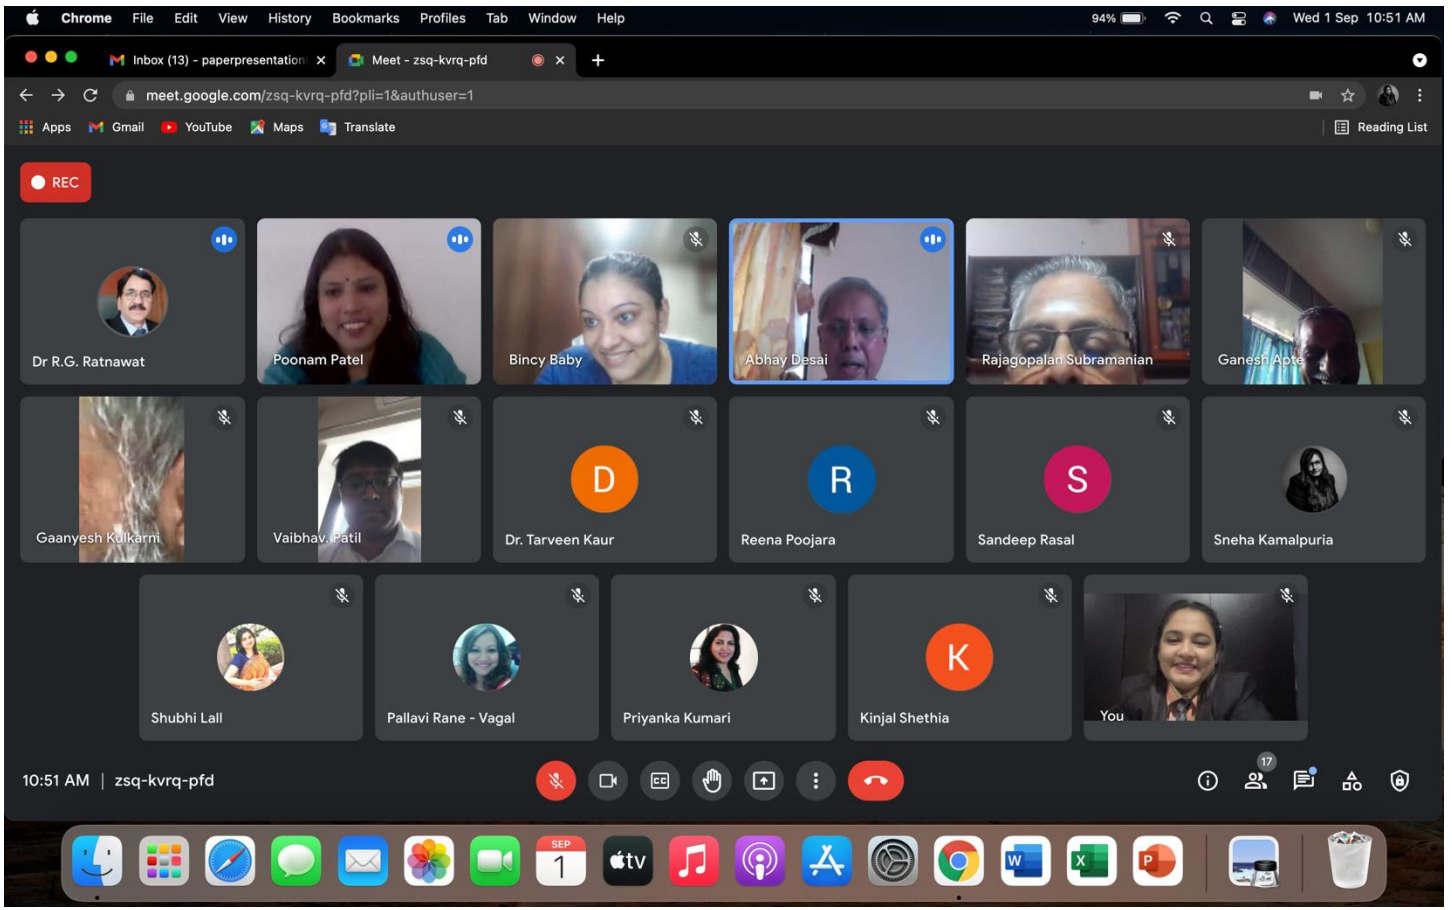 Chrome File Edit View History Bookmarks Profiles Tab Window Help 94% Wed 1 Sep 10:51 AM
Inbox (13) - paperpresentation Meet - zsq-kvrq-pfd
meet.google.com/zsq-kvrq-pfd?pli=1&authuser=1
Apps Gmail YouTube Maps Translate Reading List
REC
Dr R.G. Ratnawat Poonam Patel Bincy Baby Abhay Desai Rajagopalan Subramanian Ganesh Apte
Gaanyesh Kulkarni Vaibhav. Patil D Dr. Tarveen Kaur R Reena Poojara S Sandeep Rasal Sneha Kamalpuria
Shubhi Lall Pallavi Rane - Vagal Priyanka Kumari K Kinjal Shethia You
10:51 AM | zsq-kvrq-pfd CC 17
SEP
1 tv W X P